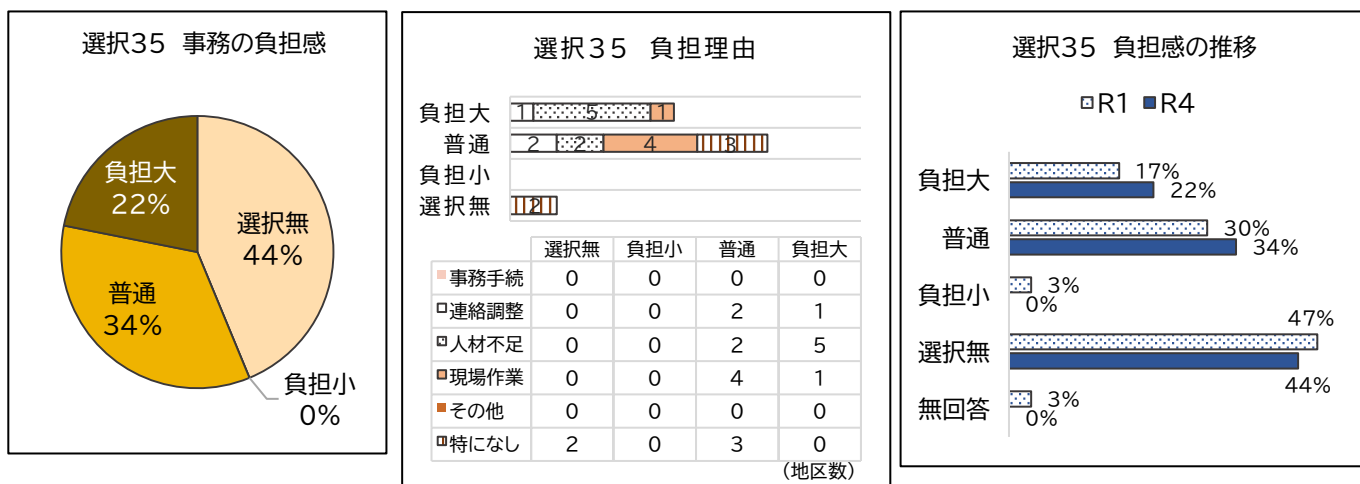 選択35 事務の負担感
負担大
22%
選択無
44%
普通
34%
負担小
0%
選択35 負担理由
負担大 1 5 1
普通 2 2 4 3
負担小
選択無 2
選択無 負担小 普通 負担大
事務手続 0 0 0 0
連絡調整 0 0 2 1
人材不足 0 0 2 5
現場作業 0 0 4 1
その他 0 0 0 0
特になし 2 0 3 0
(地区数)
選択35 負担感の推移
R1 R4
負担大 17%
22%
普通 30%
34%
負担小 3%
0%
47%
選択無
44%
無回答 3%
0%